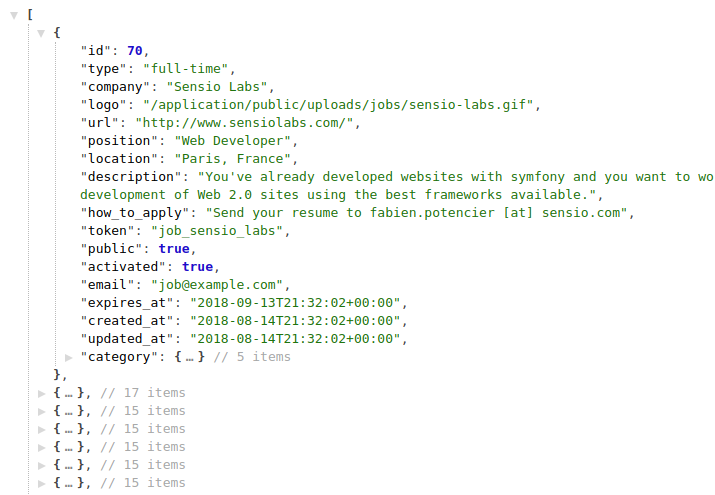 [
{
"id": 70,
"type": "full-time",
"company": "Sensio Labs",
"logo": "/application/public/uploads/jobs/sensio-labs.gif",
"url": "http://www.sensiolabs.com/",
"position": "Web Developer",
"location": "Paris, France",
"description": "You've already developed websites with symfony and you want to wo
development of Web 2.0 sites using the best frameworks available.",
"how_to_apply": "Send your resume to fabien.potencier [at] sensio.com",
"token": "job_sensio_labs",
"public": true,
"activated": true,
"email": "job@example.com",
"expires_at": "2018-09-13T21:32:02+00:00",
"created_at": "2018-08-14T21:32:02+00:00",
"updated_at": "2018-08-14T21:32:02+00:00",
"category": {…} // 5 items
},
{…}, // 17 items
{…}, // 15 items
{…}, // 15 items
{…}, // 15 items
{…}, // 15 items
{…}, // 15 items